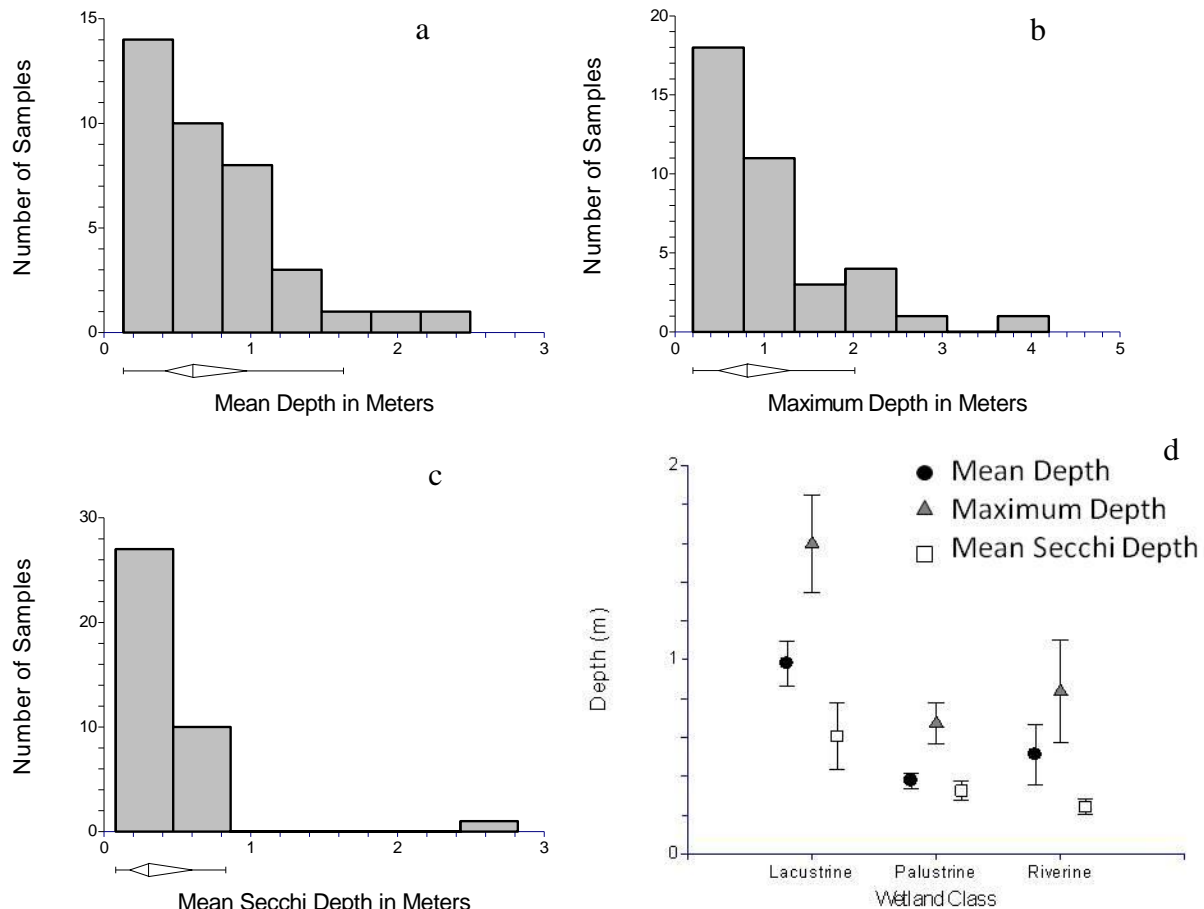 a
15
10
5
0
Number of Samples
0 1 2 3
Mean Depth in Meters
b
20
15
10
5
0
Number of Samples
0 1 2 3 4 5
Maximum Depth in Meters
c
30
20
10
0
Number of Samples
0 1 2 3
Mean Secchi Depth in Meters
d
Mean Depth
Maximum Depth
Mean Secchi Depth
2
1
0
Depth (m)
Lacustrine Palustrine Riverine
Wetland Class